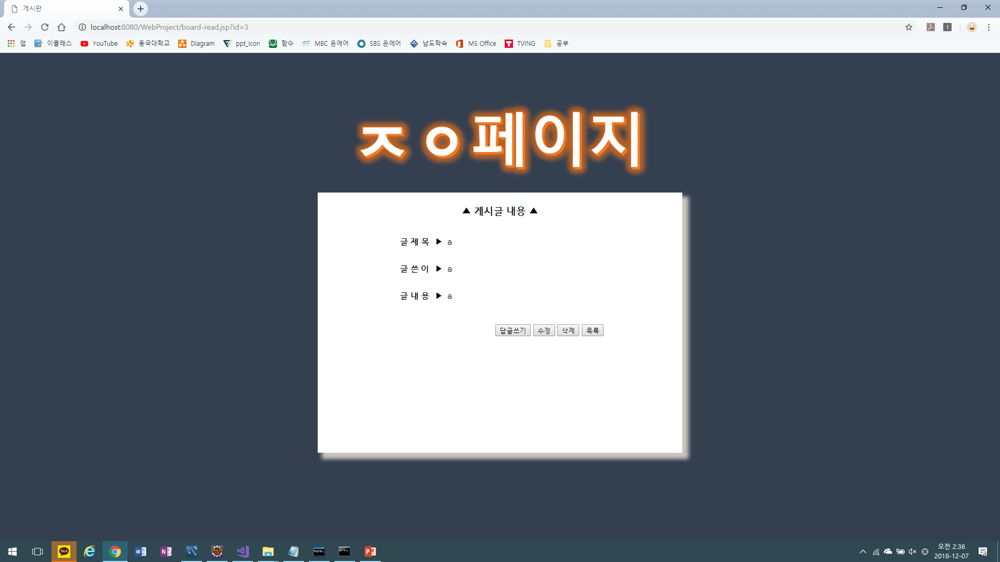 게시판
localhost:8080/WebProject/board-read.jsp?id=3
앱 이클래스 YouTube 동국대학교 Diagram ppt_icon 함수 MBC 온에어 SBS 온에어 남도학숙 MS Office TVING 공부
ㅈㅇ페이지
▲ 게시글 내용 ▲
글 제 목 ▶ a
글 쓴 이 ▶ a
글 내 용 ▶ a
답글쓰기 수정 삭제 목록
TALK
오전 2:36
2018-12-07